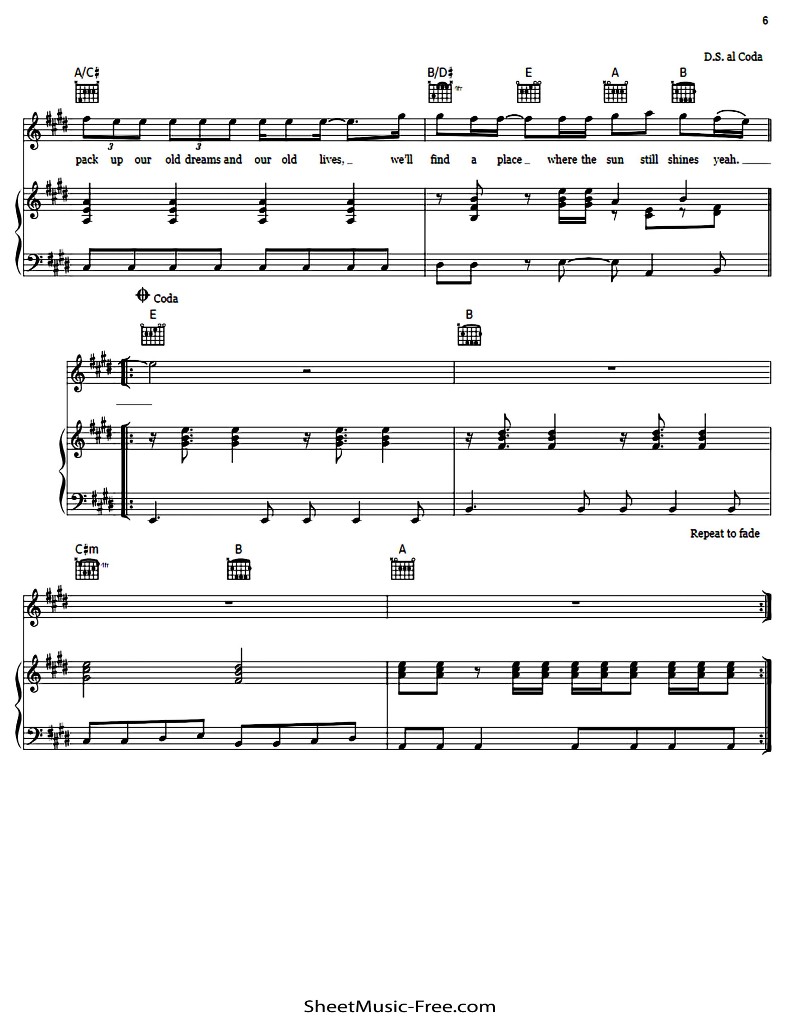 6
D.S. al Coda
A/C♯ B/D♯ E A B
3 3
pack up our old dreams and our old lives, _ we'll find a place _ where the sun still shines yeah. ____
Coda
E B
Repeat to fade
C♯m B A
SheetMusic-Free.com